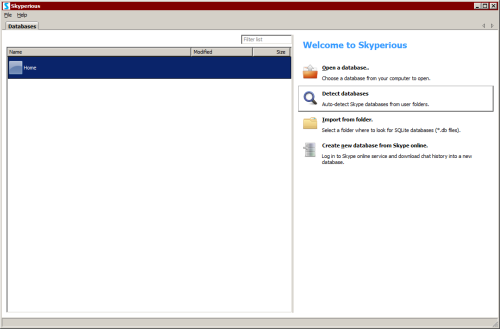 Skyperious
File Help
Databases
Filter list
Name Modified Size
Home
Welcome to Skyperious
Open a database..
Choose a database from your computer to open.
Detect databases
Auto-detect Skype databases from user folders.
Import from folder.
Select a folder where to look for SQLite databases (*.db files).
Create new database from Skype online.
Log in to Skype online service and download chat history into a new
database.